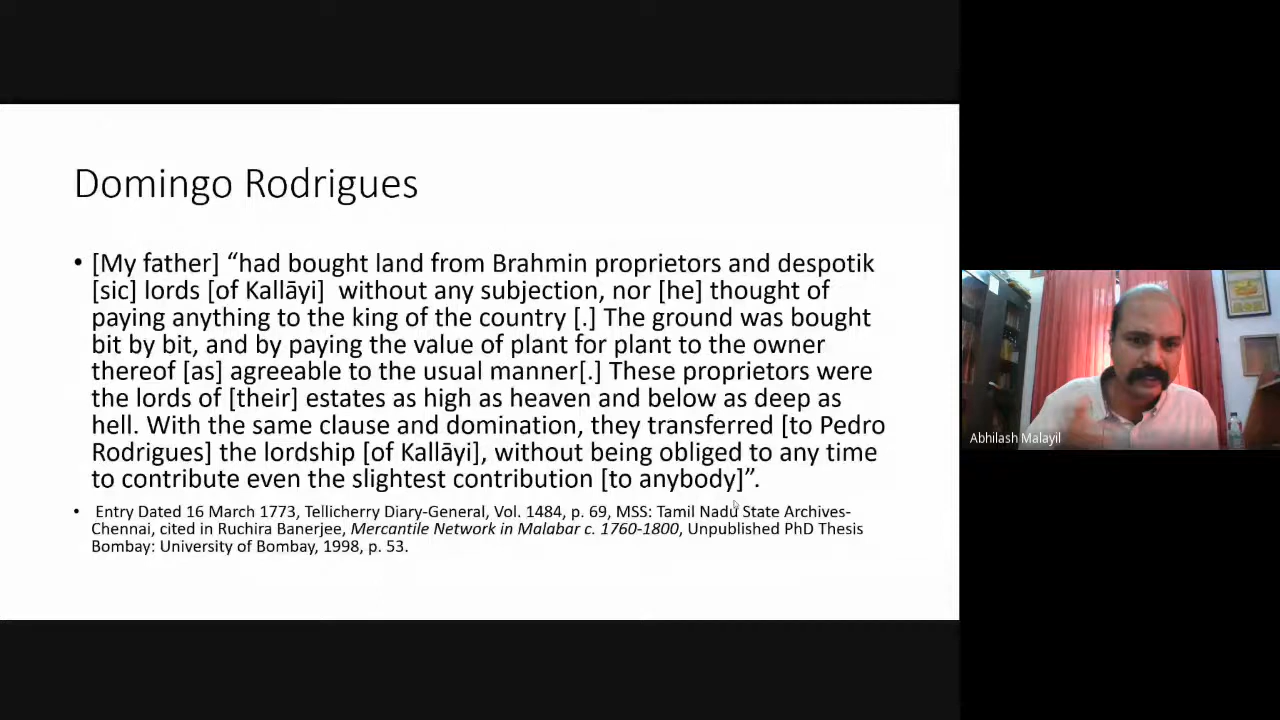 Domingo Rodrigues
• [My father] “had bought land from Brahmin proprietors and despotik
[sic] lords [of Kallāyi]  without any subjection, nor [he] thought of
paying anything to the king of the country [.] The ground was bought
bit by bit, and by paying the value of plant for plant to the owner
thereof [as] agreeable to the usual manner[.] These proprietors were
the lords of [their] estates as high as heaven and below as deep as
hell. With the same clause and domination, they transferred [to Pedro
Rodrigues] the lordship [of Kallāyi], without being obliged to any time
to contribute even the slightest contribution [to anybody]”.
• Entry Dated 16 March 1773, Tellicherry Diary-General, Vol. 1484, p. 69, MSS: Tamil Nadu State Archives-
Chennai, cited in Ruchira Banerjee, Mercantile Network in Malabar c. 1760-1800, Unpublished PhD Thesis
Bombay: University of Bombay, 1998, p. 53.
Abhilash Malayil